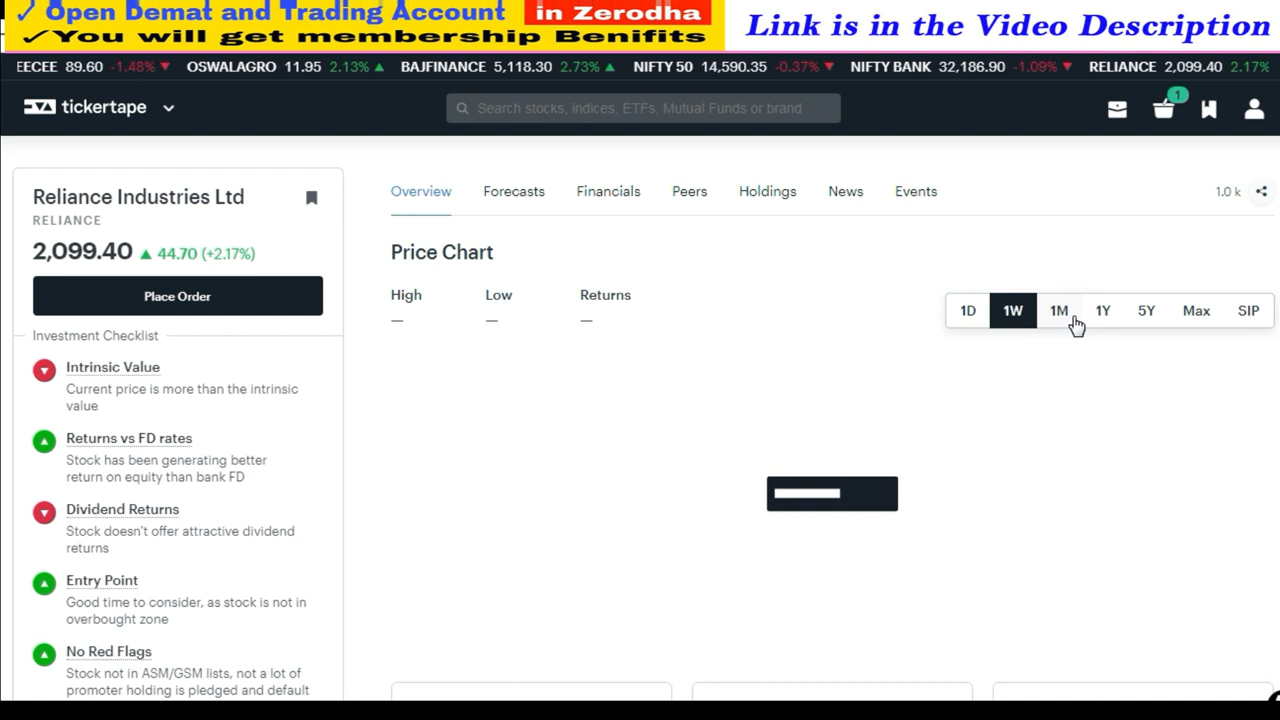 ✓ Open Demat and Trading Account in Zerodha
✓You will get membership Benifits
Link is in the Video Description
EECEE 89.60 -1.48% ▼ OSWALAGRO 11.95 2.13% ▲ BAJFINANCE 5,118.30 2.73% ▲ NIFTY 50 14,590.35 -0.37% ▼ NIFTY BANK 32,186.90 -1.09% ▼ RELIANCE 2,099.40 2.17%
tickertape
Search stocks, indices, ETFs, Mutual Funds or brand
1
Reliance Industries Ltd
RELIANCE
2,099.40 ▲ 44.70 (+2.17%)
Place Order
Investment Checklist
Intrinsic Value
Current price is more than the intrinsic
value
Returns vs FD rates
Stock has been generating better
return on equity than bank FD
Dividend Returns
Stock doesn't offer attractive dividend
returns
Entry Point
Good time to consider, as stock is not in
overbought zone
No Red Flags
Stock not in ASM/GSM lists, not a lot of
promoter holding is pledged and default
Overview Forecasts Financials Peers Holdings News Events 1.0 k
Price Chart
High Low Returns
— — —
1D 1W 1M 1Y 5Y Max SIP